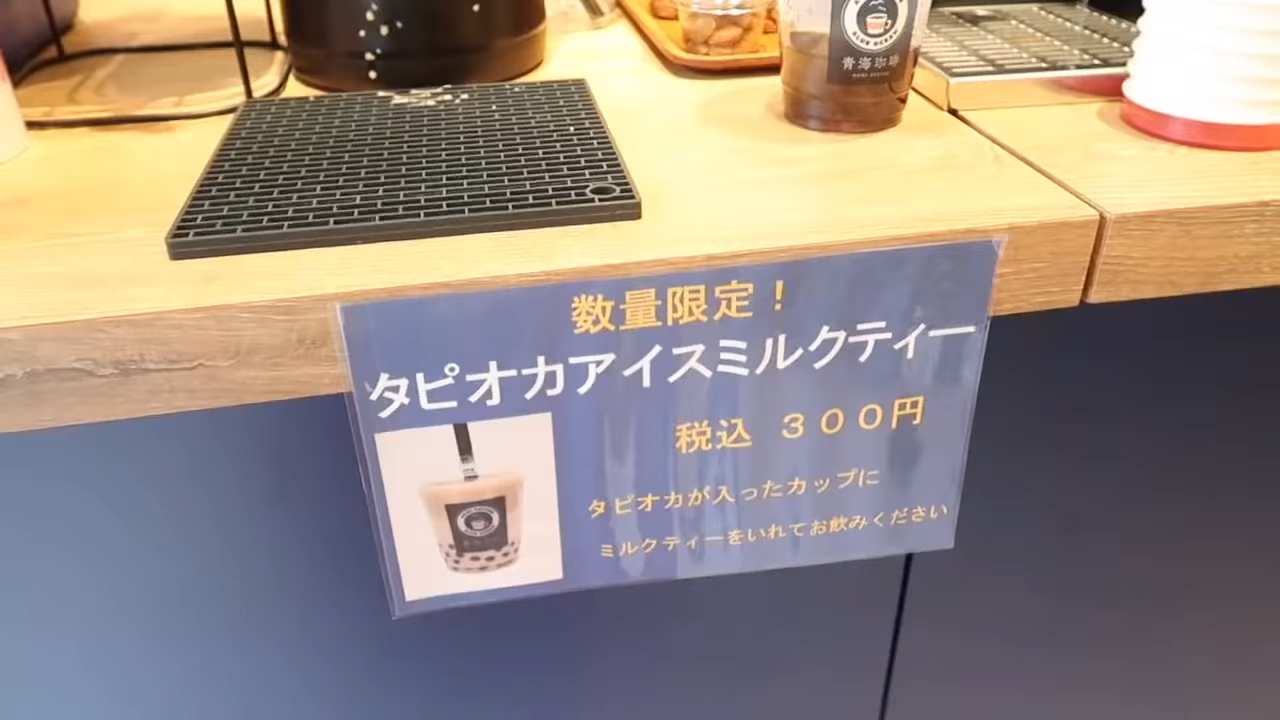 BLUE OCEAN
青海珈琲
数量限定！
タピオカアイスミルクティー
税込 300円
タピオカが入ったカップに
ミルクティーをいれてお飲みください